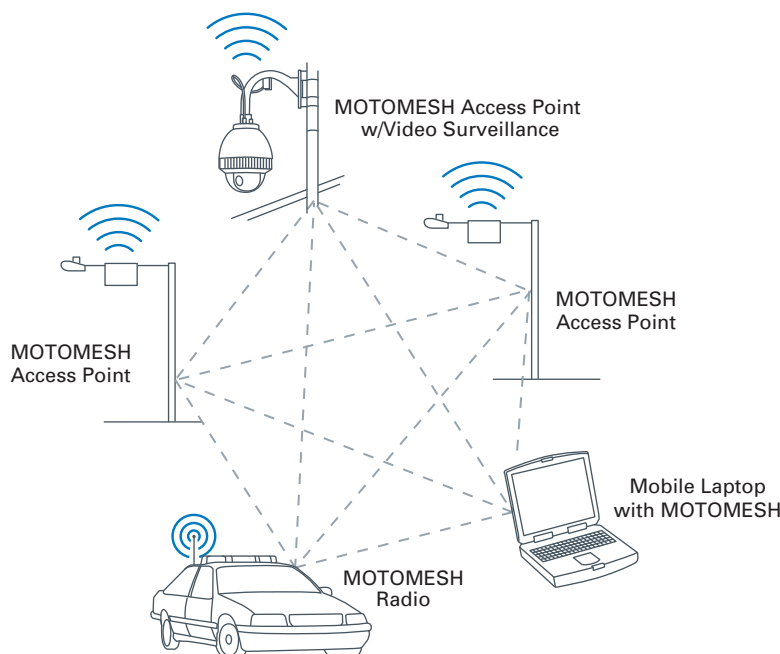 MOTOMESH Access Point
w/Video Surveillance
MOTOMESH
Access Point
MOTOMESH
Access Point
Mobile Laptop
with MOTOMESH
MOTOMESH
Radio